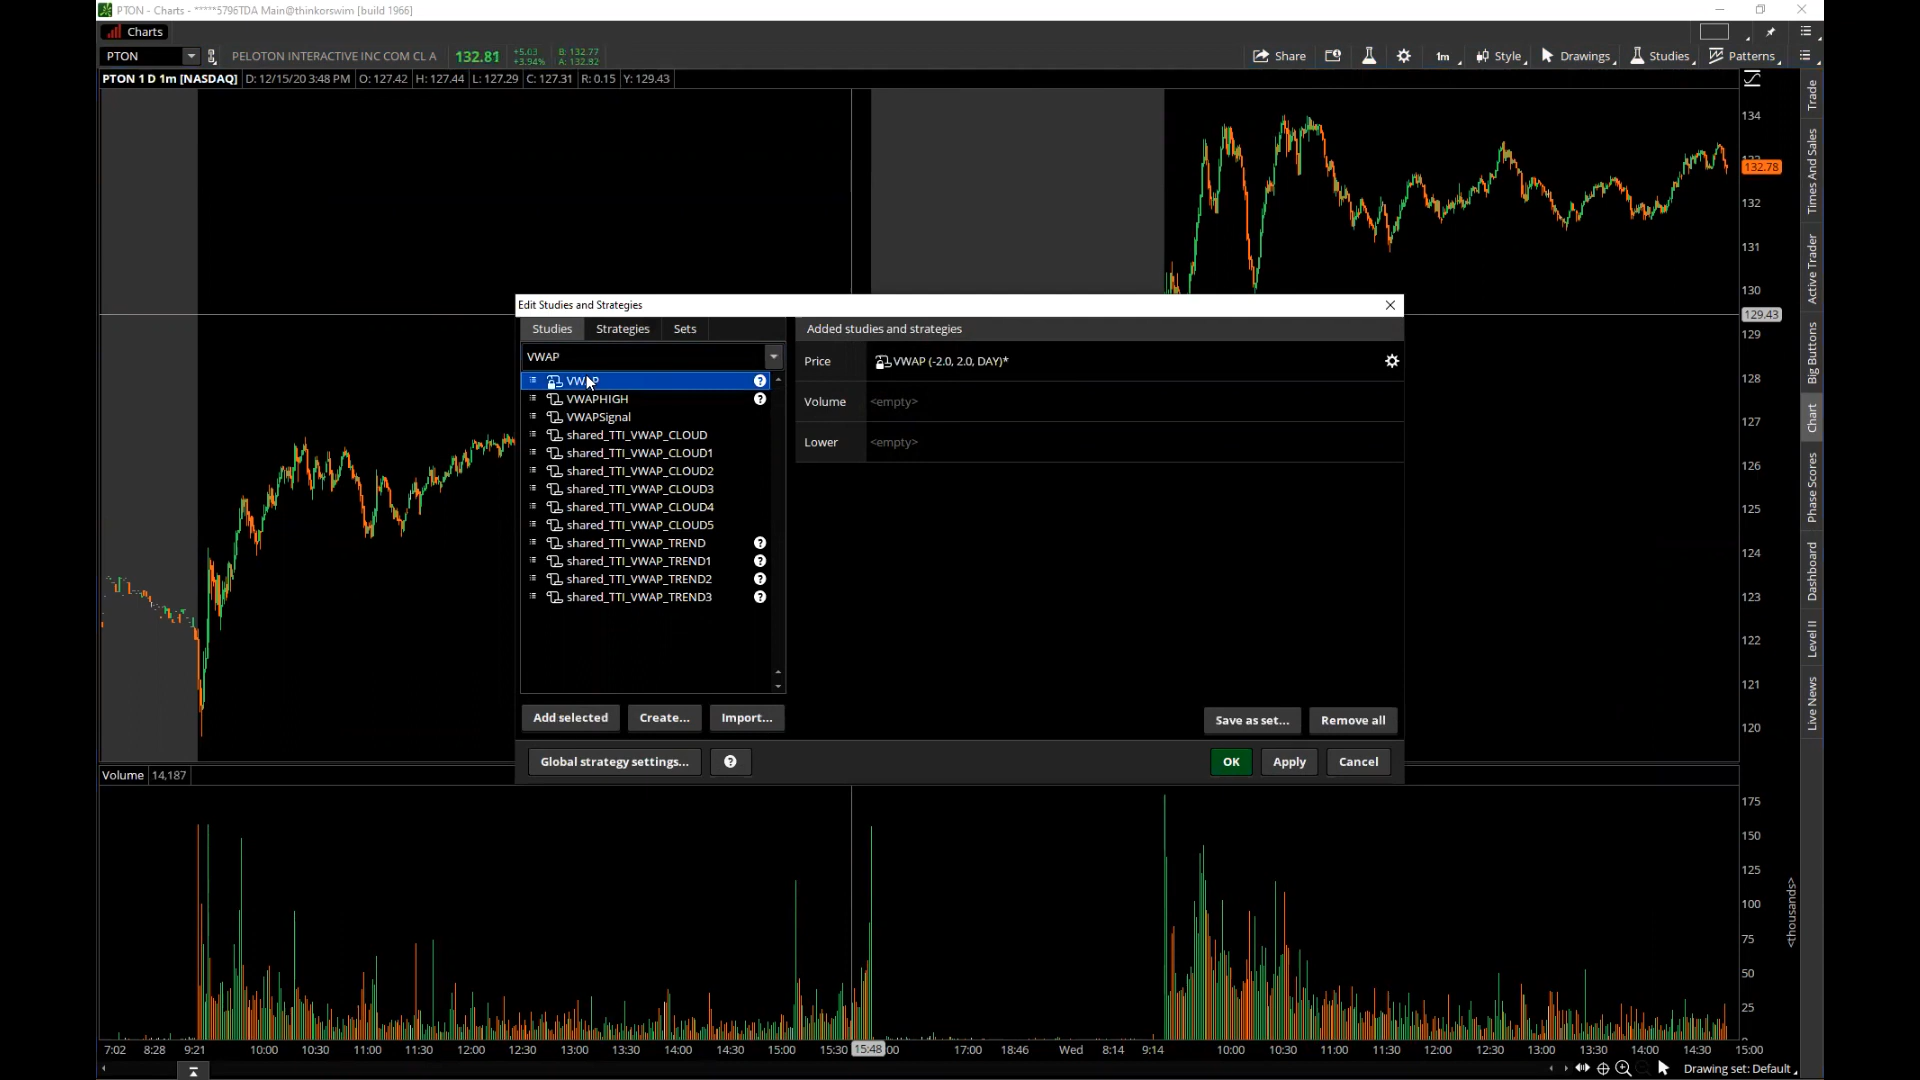 PTON - Charts - *****5796TDA Main@thinkorswim [build 1966]
Charts
PTON PELOTON INTERACTIVE INC COM CL A 132.81 +5.03 +3.94% B: 132.77 A: 132.82 Share 1m Style Drawings Studies Patterns
PTON 1 D 1m [NASDAQ] D: 12/15/20 3:48 PM O: 127.42 H: 127.44 L: 127.29 C: 127.31 R: 0.15 Y: 129.43
134
132.78
132
131
130
129.43
129
128
127
126
125
124
123
122
121
120
Trade
Times And Sales
Active Trader
Big Buttons
Chart
Phase Scores
Dashboard
Level II
Live News
Edit Studies and Strategies
Studies Strategies Sets
VWAP
VWAP
VWAPHIGH
VWAPSignal
shared_TTI_VWAP_CLOUD
shared_TTI_VWAP_CLOUD1
shared_TTI_VWAP_CLOUD2
shared_TTI_VWAP_CLOUD3
shared_TTI_VWAP_CLOUD4
shared_TTI_VWAP_CLOUD5
shared_TTI_VWAP_TREND
shared_TTI_VWAP_TREND1
shared_TTI_VWAP_TREND2
shared_TTI_VWAP_TREND3
Added studies and strategies
Price VWAP (-2.0, 2.0, DAY)*
Volume <empty>
Lower <empty>
Add selected Create... Import... Save as set... Remove all
Global strategy settings... ? OK Apply Cancel
Volume 14,187
175
150
125
100
75
50
25
<thousands>
7:02 8:28 9:21 10:00 10:30 11:00 11:30 12:00 12:30 13:00 13:30 14:00 14:30 15:00 15:30 15:48 17:00 18:46 Wed 8:14 9:14 10:00 10:30 11:00 11:30 12:00 12:30 13:00 13:30 14:00 14:30 15:00
Drawing set: Default